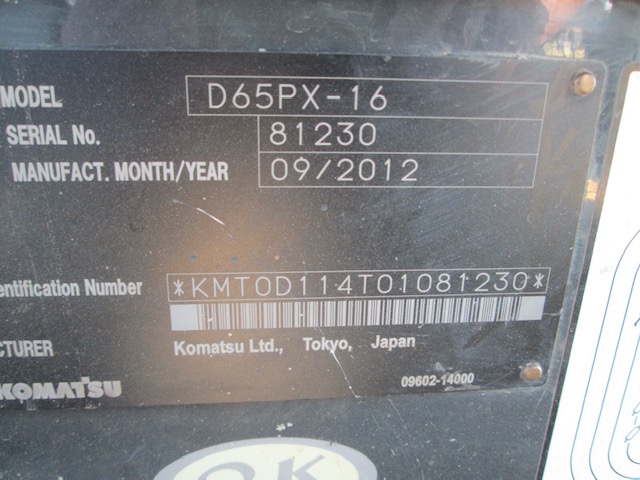 MODEL D65PX-16
SERIAL No. 81230
MANUFACT. MONTH/YEAR 09/2012
entification Number *KMT0D114T01081230*
CTURER Komatsu Ltd., Tokyo, Japan
KOMATSU 09602-14000
OK